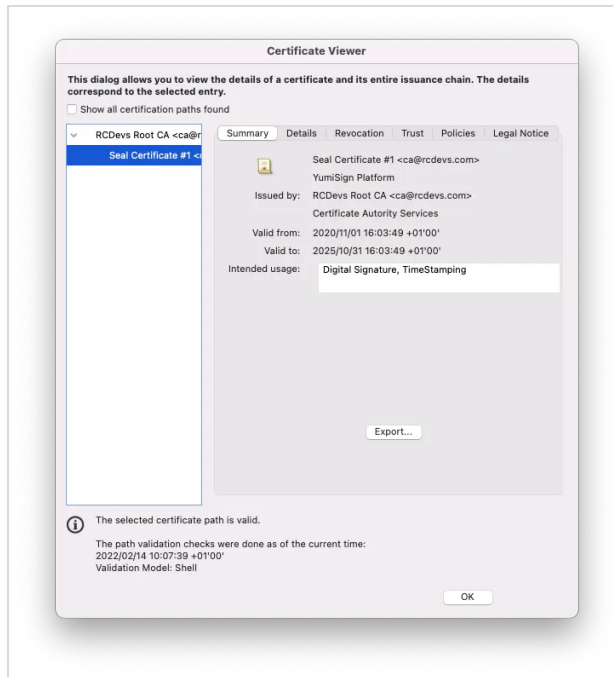 Certificate Viewer
This dialog allows you to view the details of a certificate and its entire issuance chain. The details
correspond to the selected entry.
Show all certification paths found
RCDevs Root CA <ca@r
Seal Certificate #1 <c
Summary Details Revocation Trust Policies Legal Notice
Seal Certificate #1 <ca@rcdevs.com>
YumiSign Platform
Issued by: RCDevs Root CA <ca@rcdevs.com>
Certificate Autority Services
Valid from: 2020/11/01 16:03:49 +01'00'
Valid to: 2025/10/31 16:03:49 +01'00'
Intended usage: Digital Signature, TimeStamping
Export...
The selected certificate path is valid.
The path validation checks were done as of the current time:
2022/02/14 10:07:39 +01'00'
Validation Model: Shell
OK